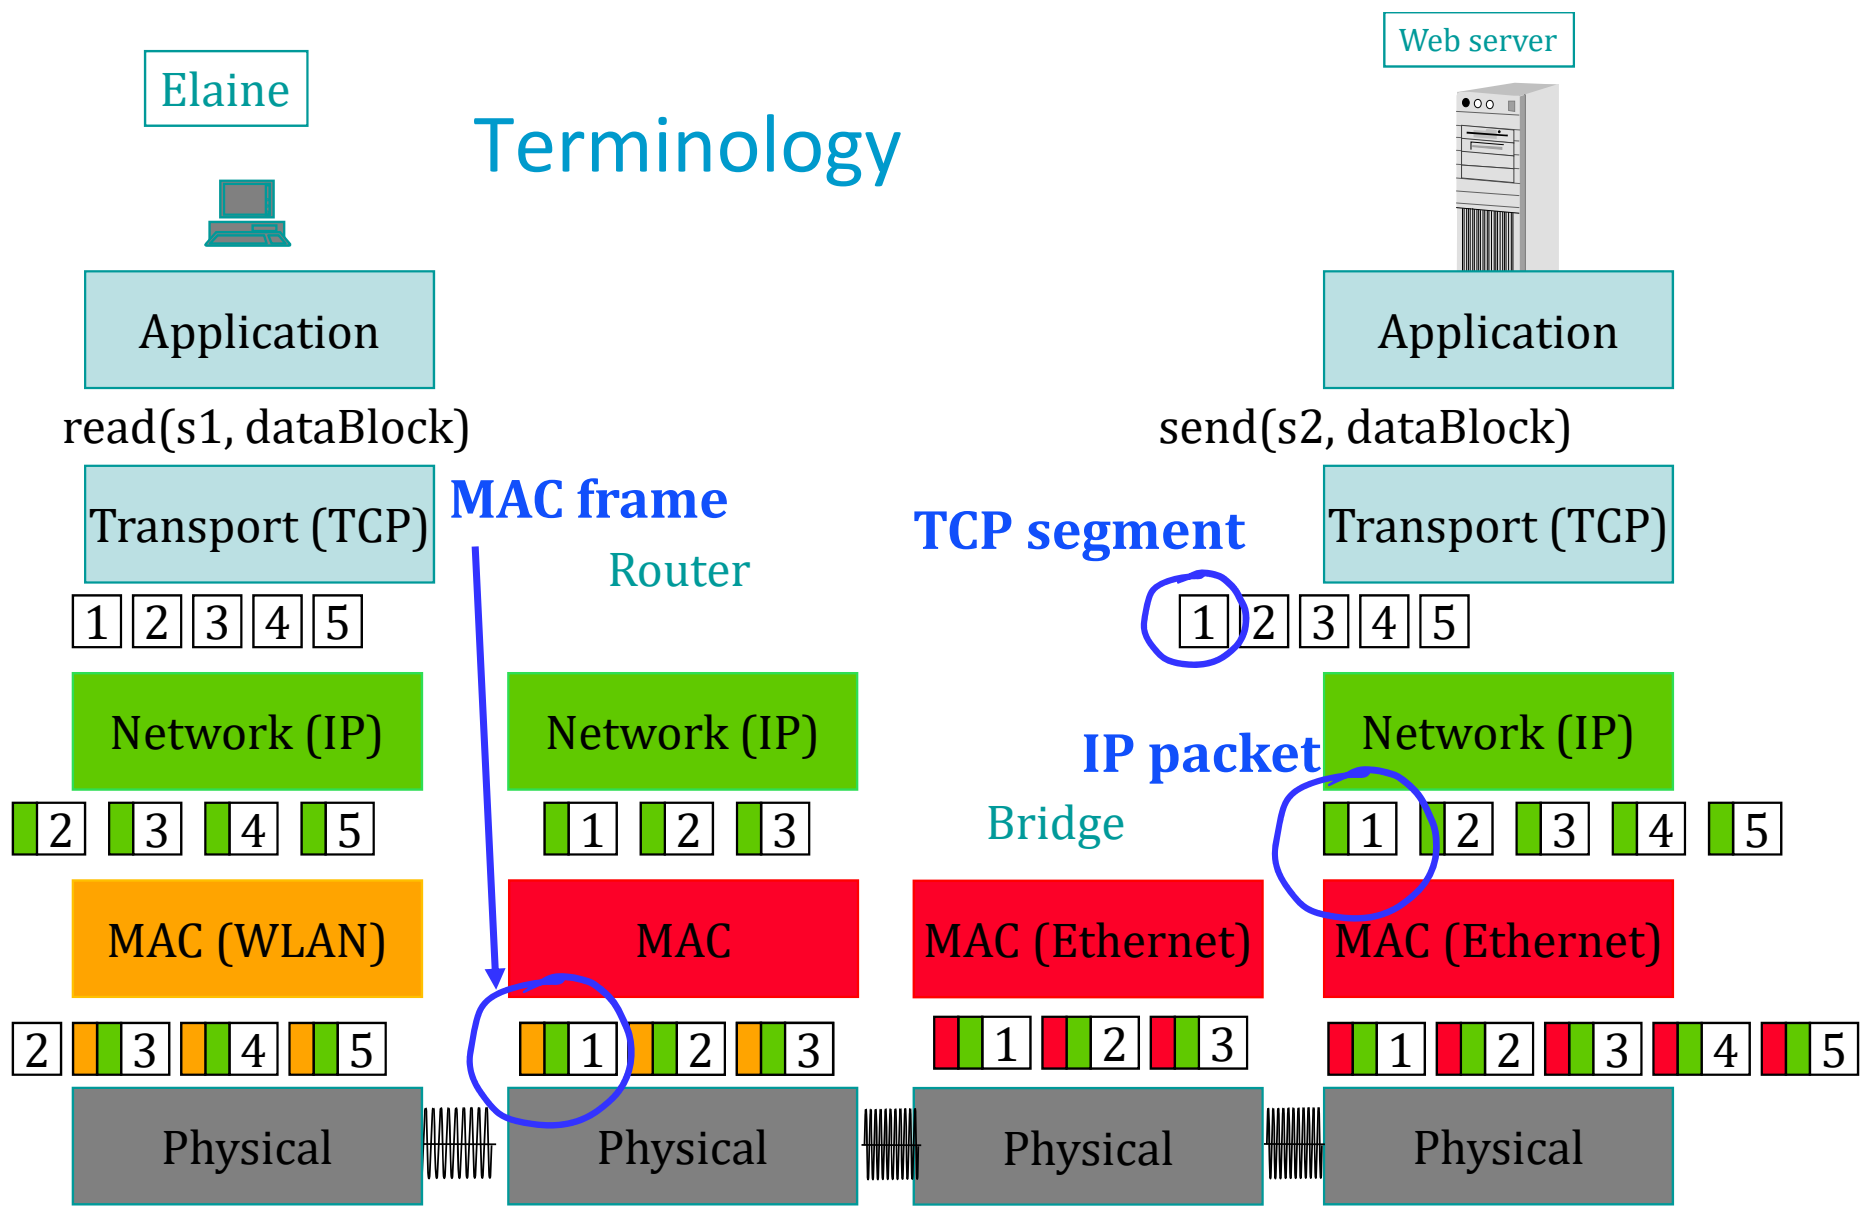 Web server
Elaine
Terminology
Application
Application
read(s1, dataBlock)
send(s2, dataBlock)
Transport (TCP)
MAC frame
TCP segment
Transport (TCP)
Router
1 2 3 4 5
1 2 3 4 5
Network (IP)
Network (IP)
IP packet
Network (IP)
2 3 4 5
1 2 3
Bridge
1 2 3 4 5
MAC (WLAN)
MAC
MAC (Ethernet)
MAC (Ethernet)
2 3 4 5
1 2 3
1 2 3
1 2 3 4 5
Physical
Physical
Physical
Physical